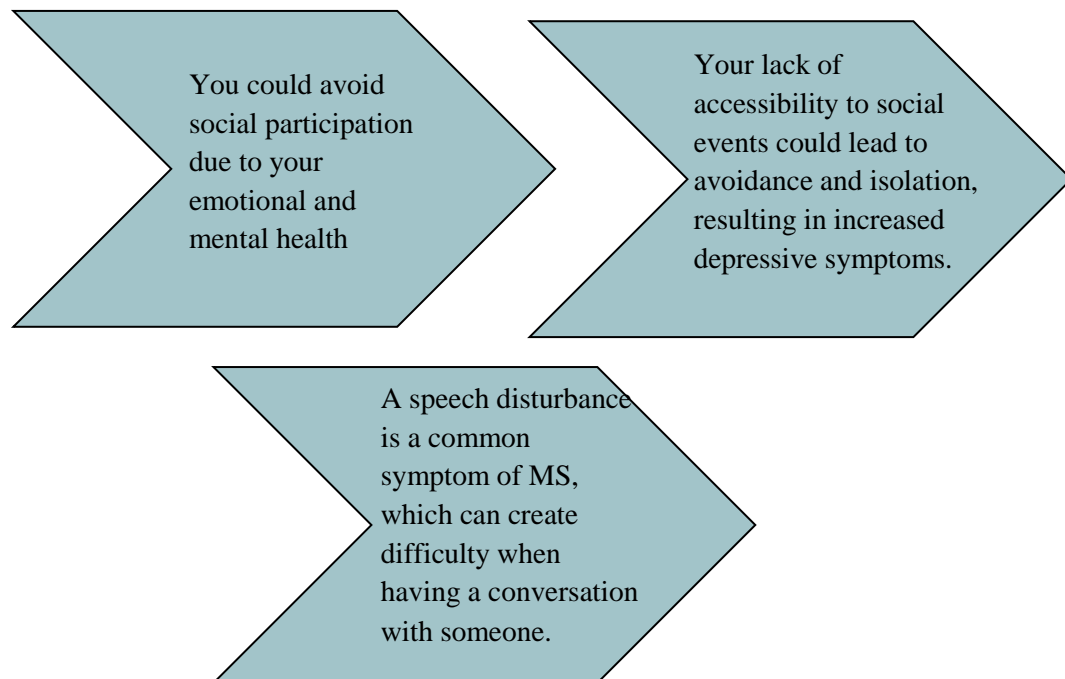 You could avoid
social participation
due to your
emotional and
mental health
Your lack of
accessibility to social
events could lead to
avoidance and isolation,
resulting in increased
depressive symptoms.
A speech disturbance
is a common
symptom of MS,
which can create
difficulty when
having a conversation
with someone.